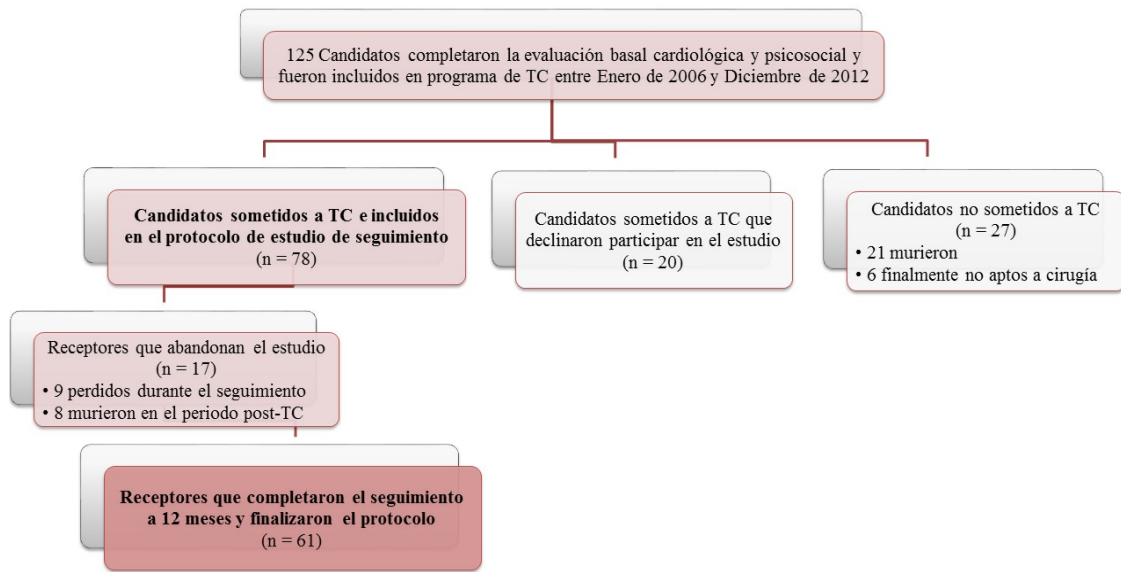 125 Candidatos completaron la evaluación basal cardiológica y psicosocial y
fueron incluidos en programa de TC entre Enero de 2006 y Diciembre de 2012
Candidatos sometidos a TC e incluidos
en el protocolo de estudio de seguimiento
(n = 78)
Candidatos sometidos a TC que
declinaron participar en el estudio
(n = 20)
Candidatos no sometidos a TC
(n = 27)
• 21 murieron
• 6 finalmente no aptos a cirugía
Receptores que abandonan el estudio
(n = 17)
• 9 perdidos durante el seguimiento
• 8 murieron en el periodo post-TC
Receptores que completaron el seguimiento
a 12 meses y finalizaron el protocolo
(n = 61)